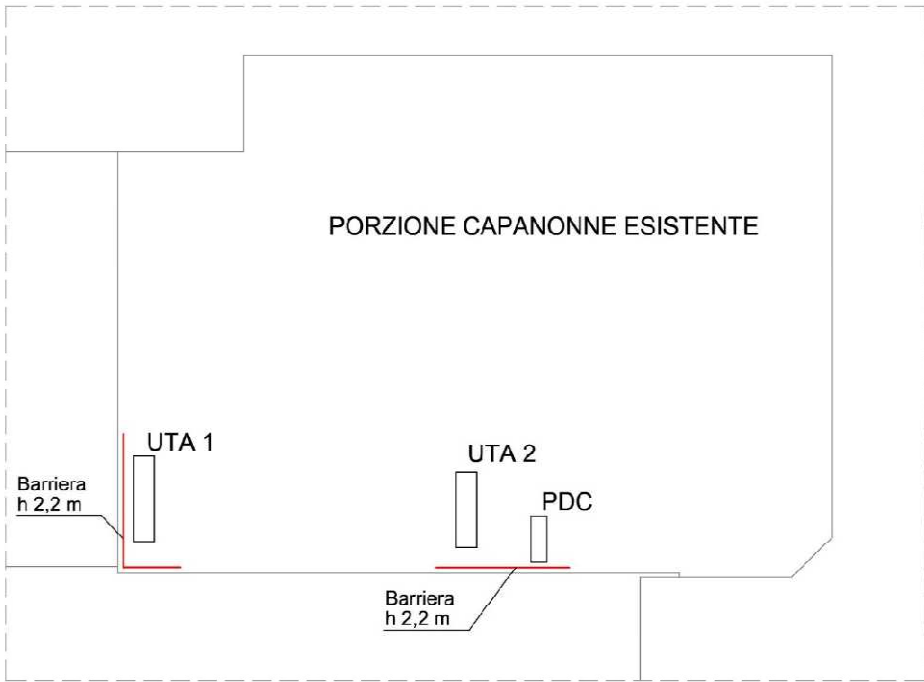 PORZIONE CAPANONNE ESISTENTE
UTA 1
UTA 2
Barriera
h 2,2 m
PDC
Barriera
h 2,2 m